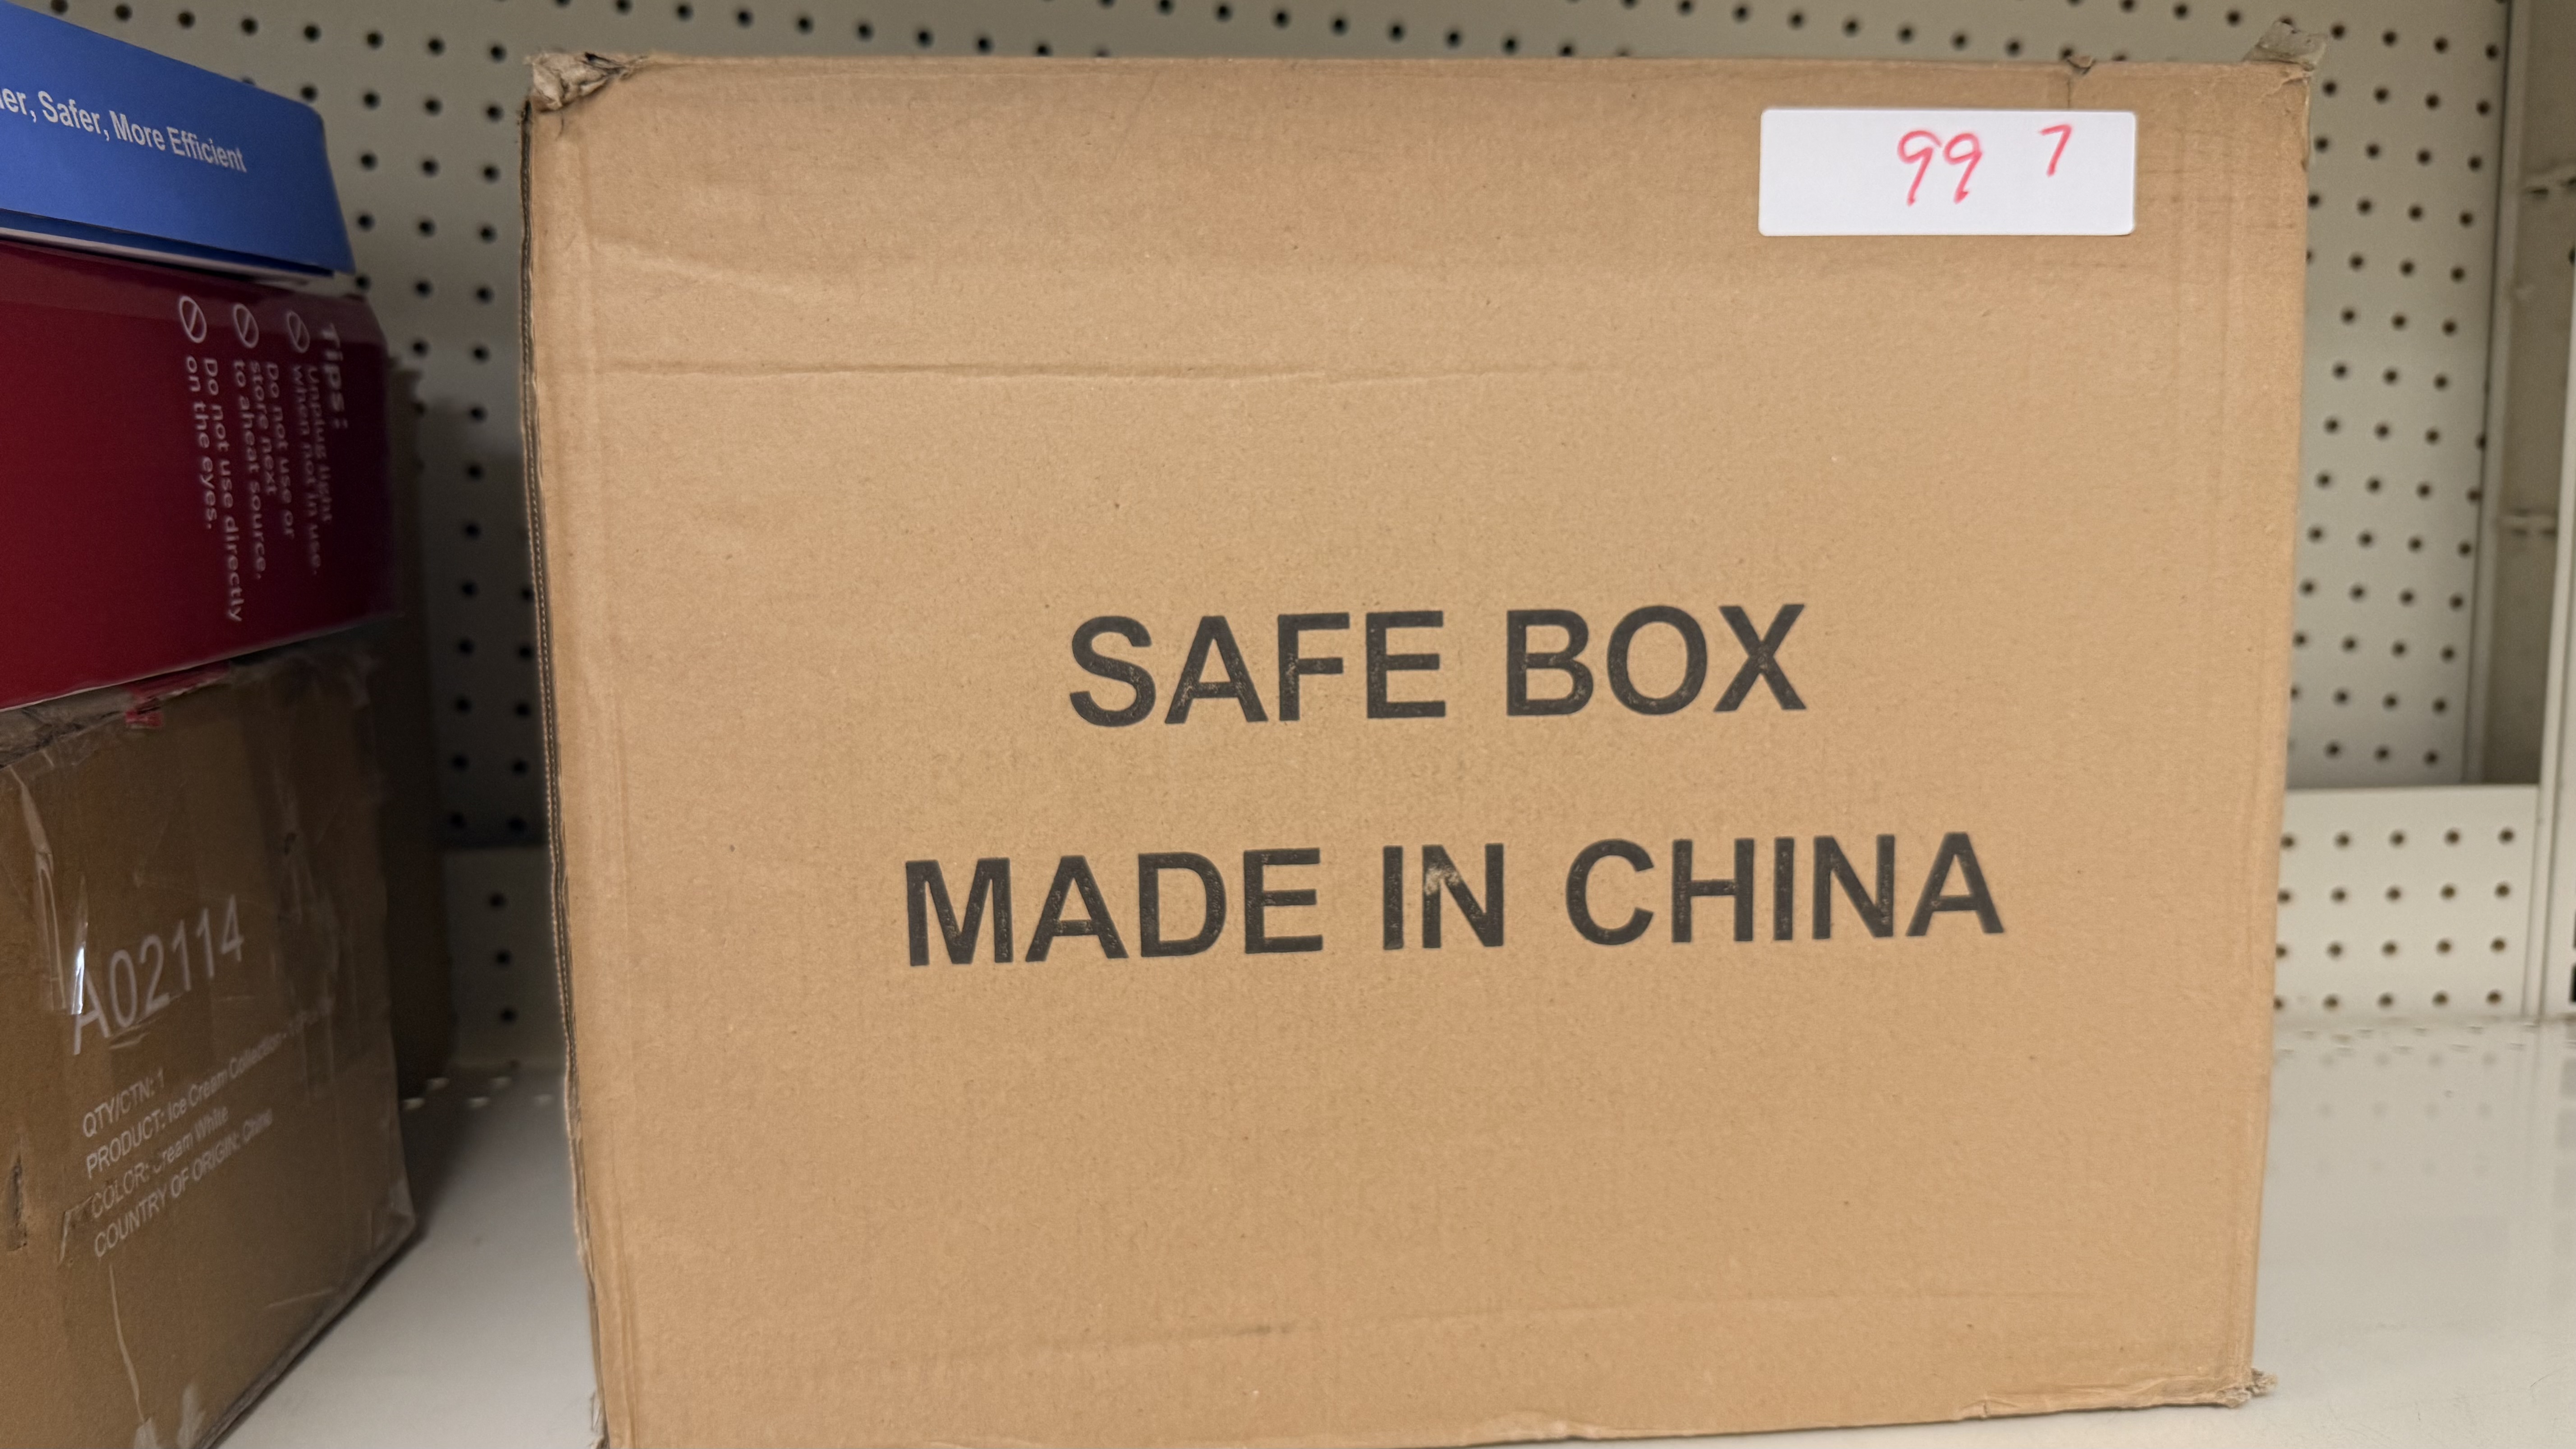 er, Safer, More Efficient
Tips:
Unplug light
when not in use.
Do not use or
store next
to a heat source.
Do not use directly
on the eyes.
A02114
QTY/CTN: 1
PRODUCT: Ice Cream Collection
COLOR: Cream White
COUNTRY OF ORIGIN: China
99 7
SAFE BOX
MADE IN CHINA